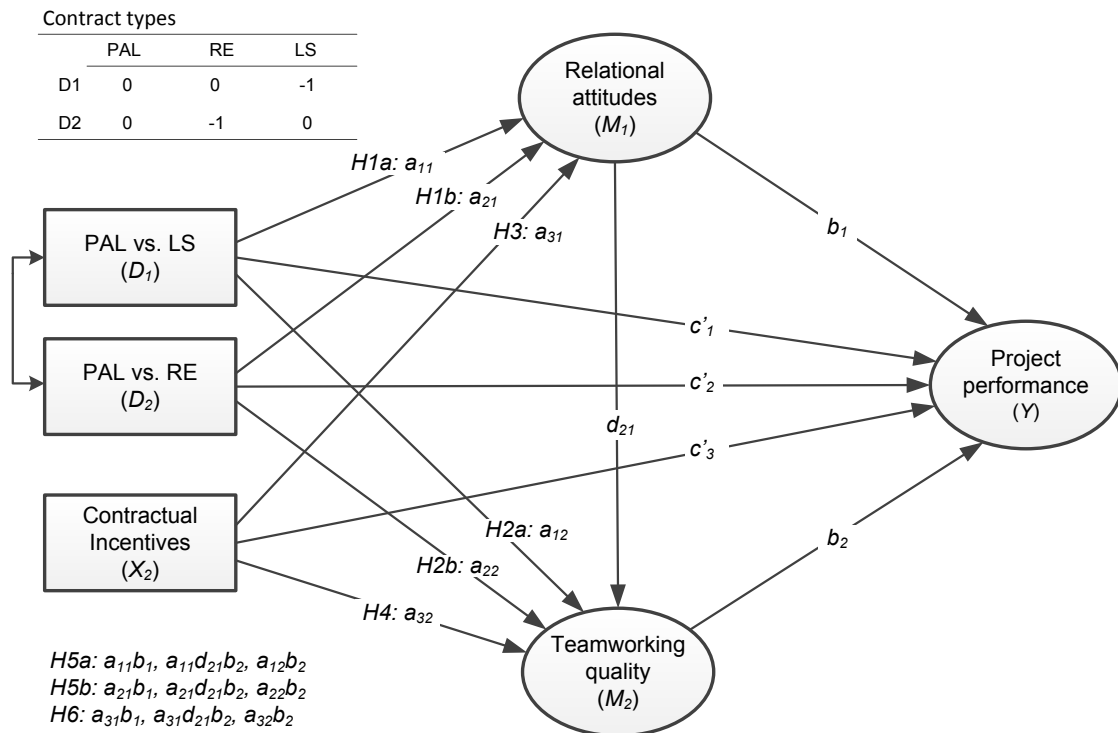 Contract types
PAL RE LS
D1 0 0 -1
D2 0 -1 0
Relational
attitudes
(M₁)
H1a: a₁₁
H1b: a₂₁
H3: a₃₁
b₁
PAL vs. LS
(D₁)
c'₁
PAL vs. RE
(D₂)
c'₂
Project
performance
(Y)
d₂₁
c'₃
Contractual
Incentives
(X₂)
H2a: a₁₂
H2b: a₂₂
b₂
H4: a₃₂
Teamworking
quality
(M₂)
H5a: a₁₁b₁, a₁₁d₂₁b₂, a₁₂b₂
H5b: a₂₁b₁, a₂₁d₂₁b₂, a₂₂b₂
H6: a₃₁b₁, a₃₁d₂₁b₂, a₃₂b₂